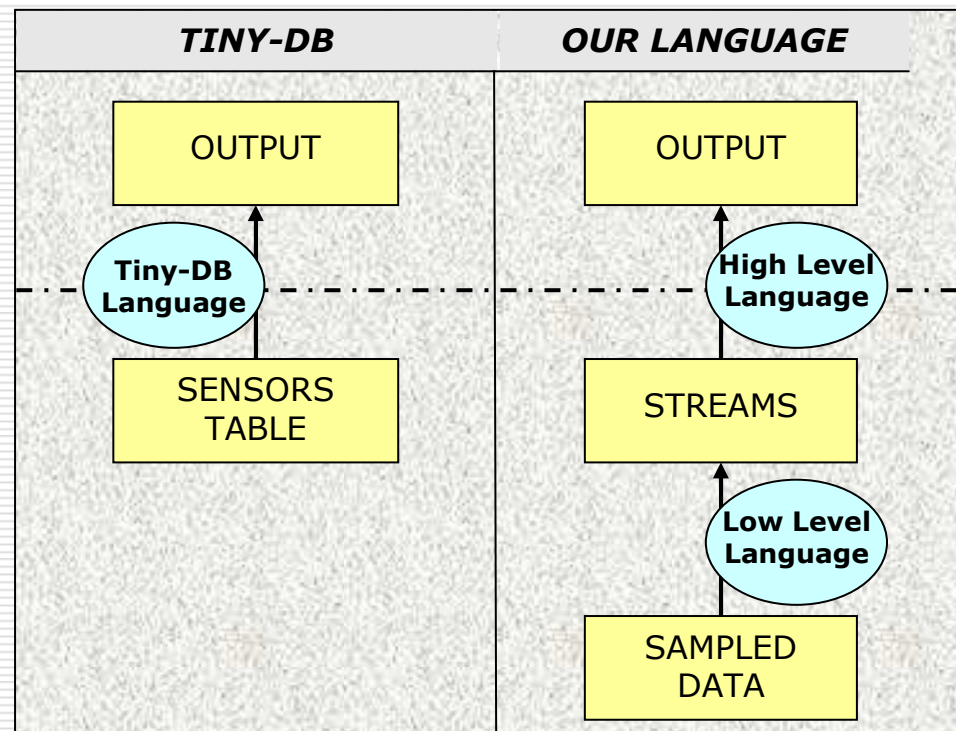 TINY-DB
OUR LANGUAGE
OUTPUT
OUTPUT
Tiny-DB
Language
High Level
Language
SENSORS
TABLE
STREAMS
Low Level
Language
SAMPLED
DATA